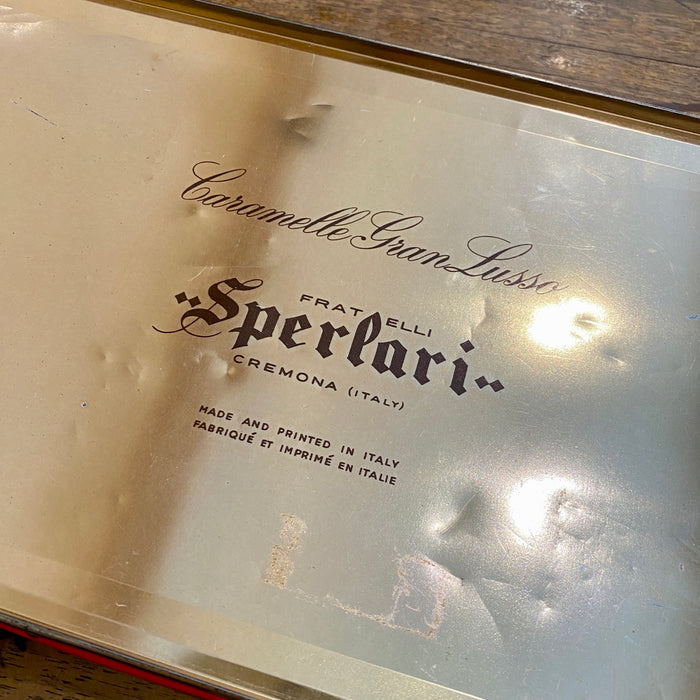 Caramelle Gran Lusso
FRATELLI
"Sperlari"
CREMONA (ITALY)
MADE AND PRINTED IN ITALY
FABRIQUÉ ET IMPRIMÉ EN ITALIE